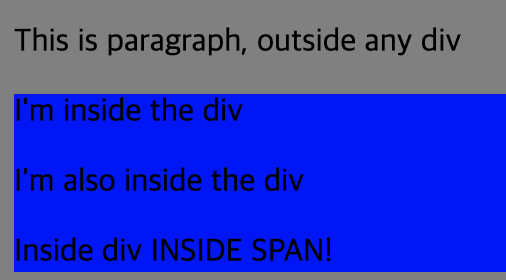 This is paragraph, outside any div
I'm inside the div
I'm also inside the div
Inside div INSIDE SPAN!